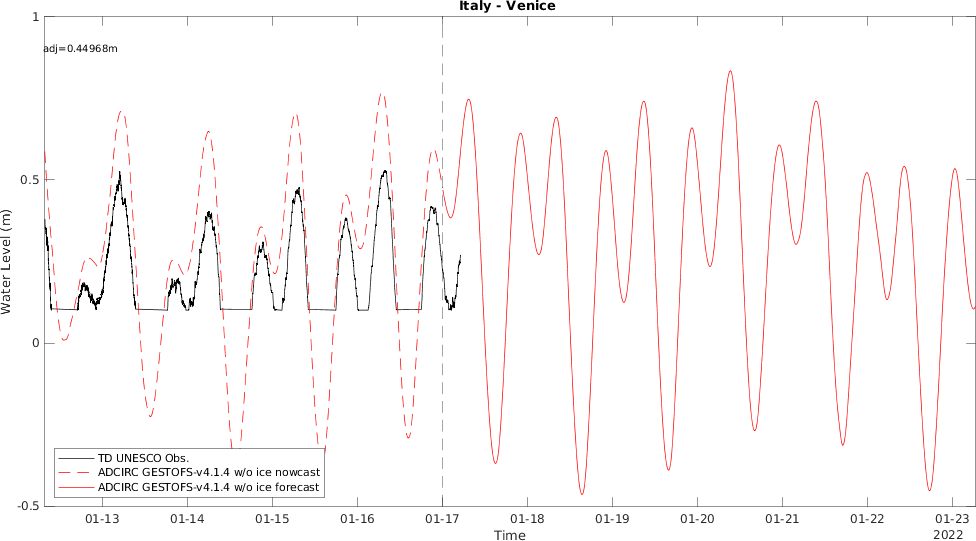 Italy - Venice
1
adj=0.44968m
0.5
0
-0.5
Water Level (m)
TD UNESCO Obs.
ADCIRC GESTOFS-v4.1.4 w/o ice nowcast
ADCIRC GESTOFS-v4.1.4 w/o ice forecast
01-13 01-14 01-15 01-16 01-17 01-18 01-19 01-20 01-21 01-22 01-23
Time
2022